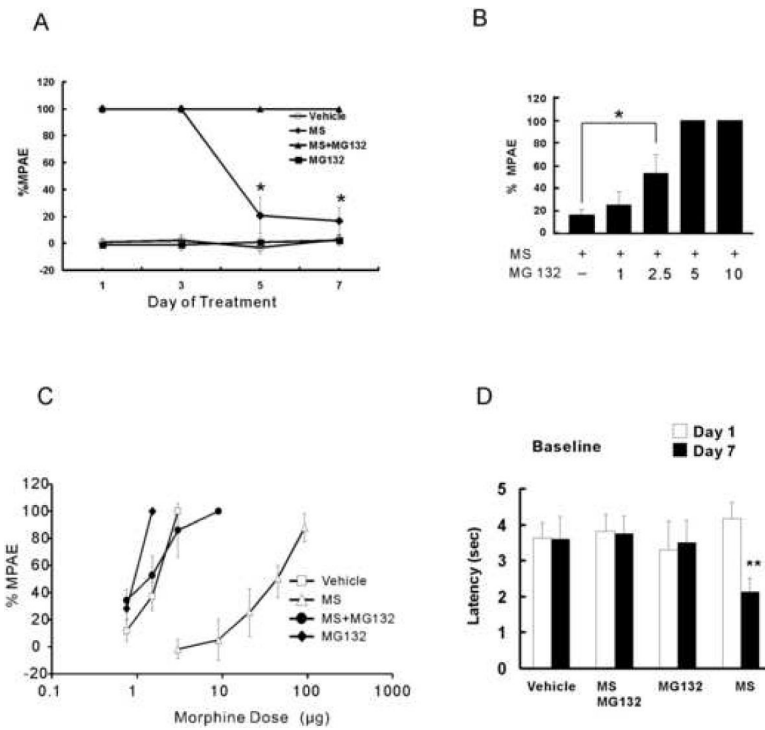 A
120
100
80
60
40
20
0
-20
%MPAE
Vehicle
MS
MS+MG132
MG132
*
*
1 3 5 7
Day of Treatment
B
120
100
80
60
40
20
0
% MPAE
*
MS + + + + +
MG 132 – 1 2.5 5 10
C
120
100
80
60
40
20
0
-20
% MPAE
Vehicle
MS
MS+MG132
MG132
0.1 1 10 100 1000
Morphine Dose (µg)
D
Day 1
Day 7
Baseline
5
4
3
2
1
0
Latency (sec)
**
Vehicle MS MG132 MS
MG132